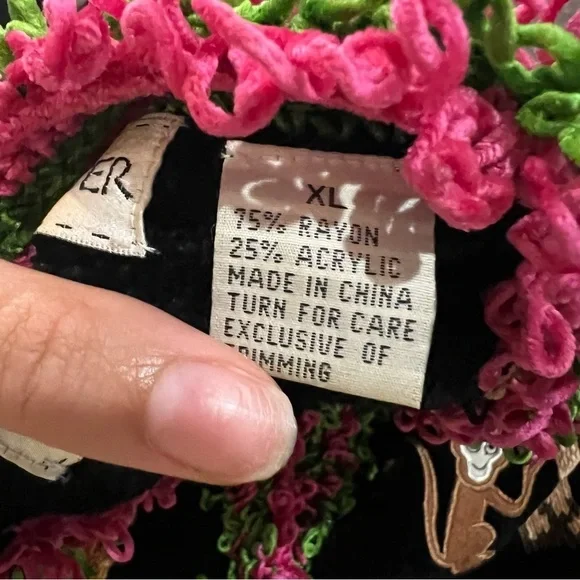 ER
XL
75% RAYON
25% ACRYLIC
MADE IN CHINA
TURN FOR CARE
EXCLUSIVE OF
TRIMMING